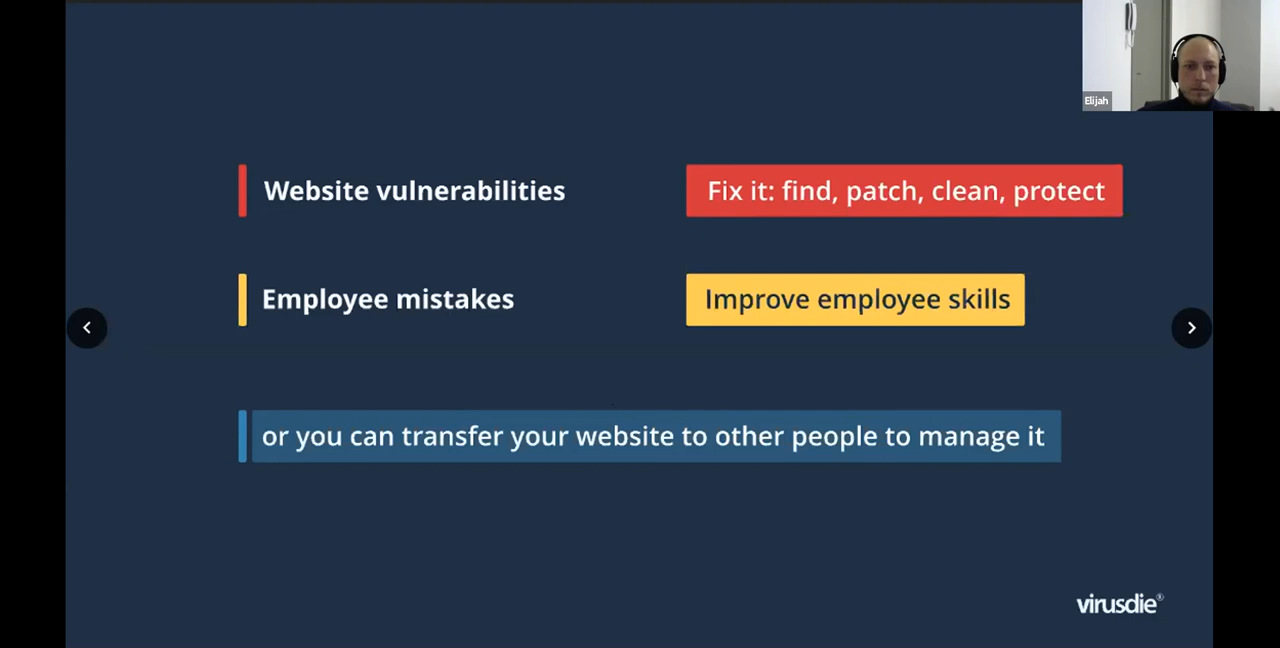 Elijah
Website vulnerabilities
Fix it: find, patch, clean, protect
Employee mistakes
Improve employee skills
or you can transfer your website to other people to manage it
virusdie®